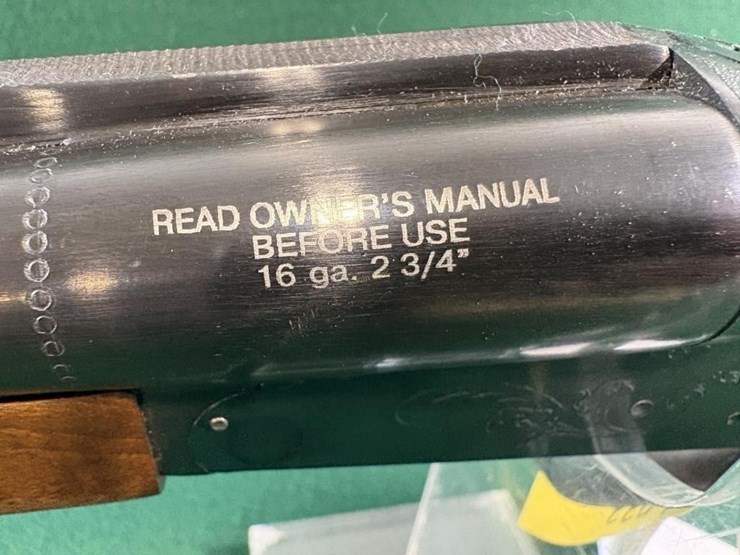 READ OWNER'S MANUAL
BEFORE USE
16 ga. 2 3/4"